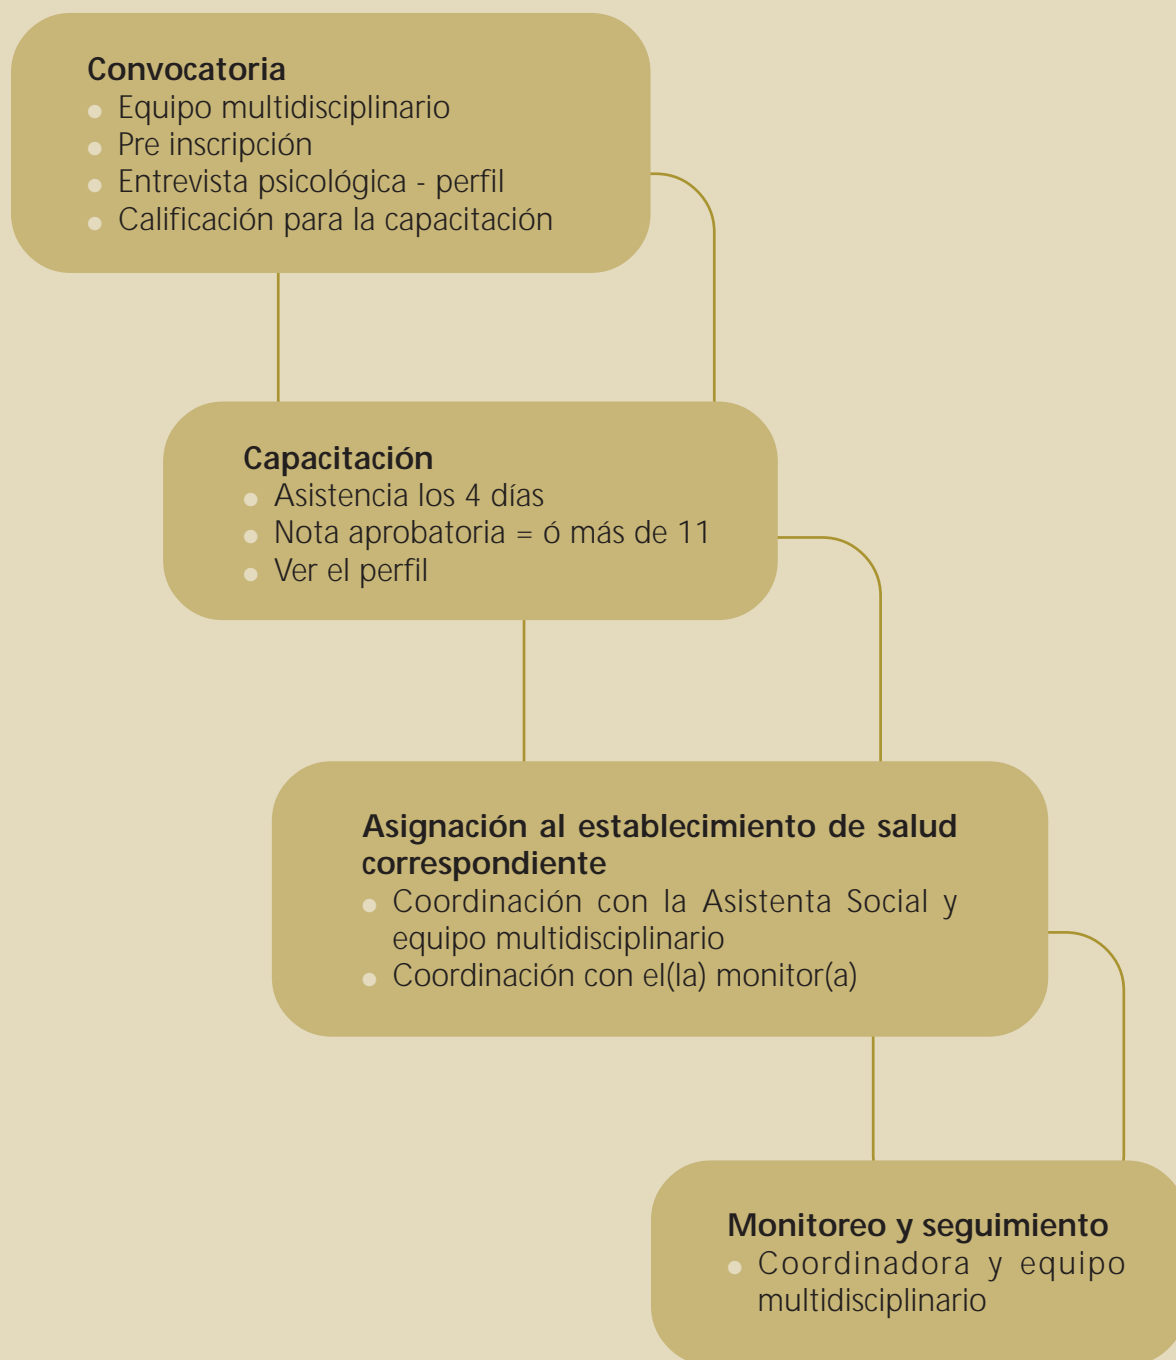 Convocatoria
Equipo multidisciplinario
Pre inscripción
Entrevista psicológica - perfil
Calificación para la capacitación
Capacitación
Asistencia los 4 días
Nota aprobatoria = ó más de 11
Ver el perfil
Asignación al establecimiento de salud
correspondiente
Coordinación con la Asistenta Social y
equipo multidisciplinario
Coordinación con el(la) monitor(a)
Monitoreo y seguimiento
Coordinadora y equipo
multidisciplinario